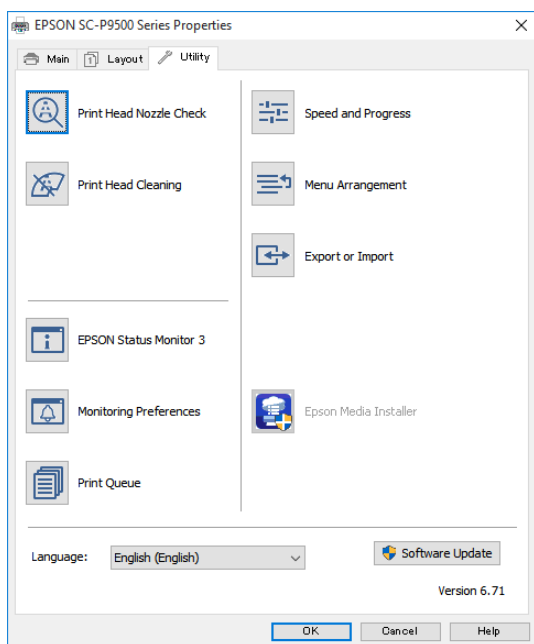 EPSON SC-P9500 Series Properties
Main
Layout
Utility
Print Head Nozzle Check
Print Head Cleaning
EPSON Status Monitor 3
Monitoring Preferences
Print Queue
Speed and Progress
Menu Arrangement
Export or Import
Epson Media Installer
Language:
English (English)
Software Update
Version 6.71
OK
Cancel
Help